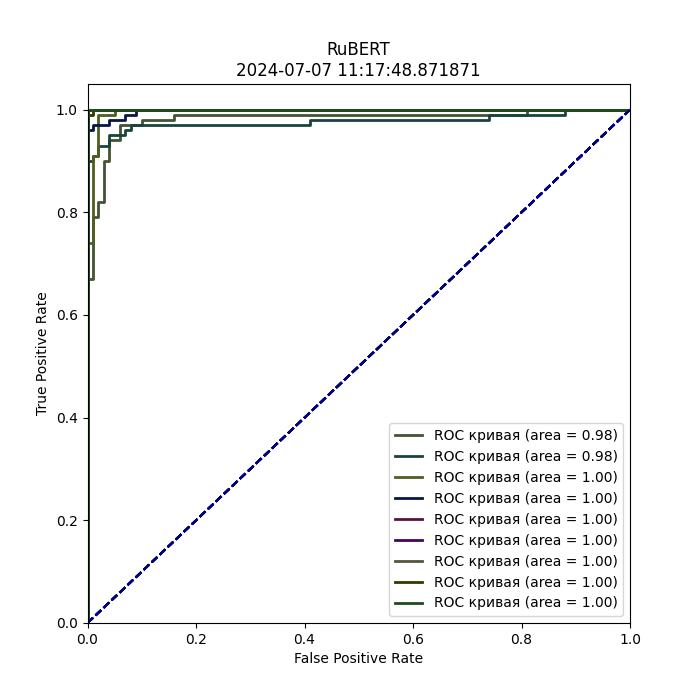 RuBERT
2024-07-07 11:17:48.871871
True Positive Rate
1.0
0.8
0.6
0.4
0.2
0.0
0.0 0.2 0.4 0.6 0.8 1.0
False Positive Rate
ROC кривая (area = 0.98)
ROC кривая (area = 0.98)
ROC кривая (area = 1.00)
ROC кривая (area = 1.00)
ROC кривая (area = 1.00)
ROC кривая (area = 1.00)
ROC кривая (area = 1.00)
ROC кривая (area = 1.00)
ROC кривая (area = 1.00)